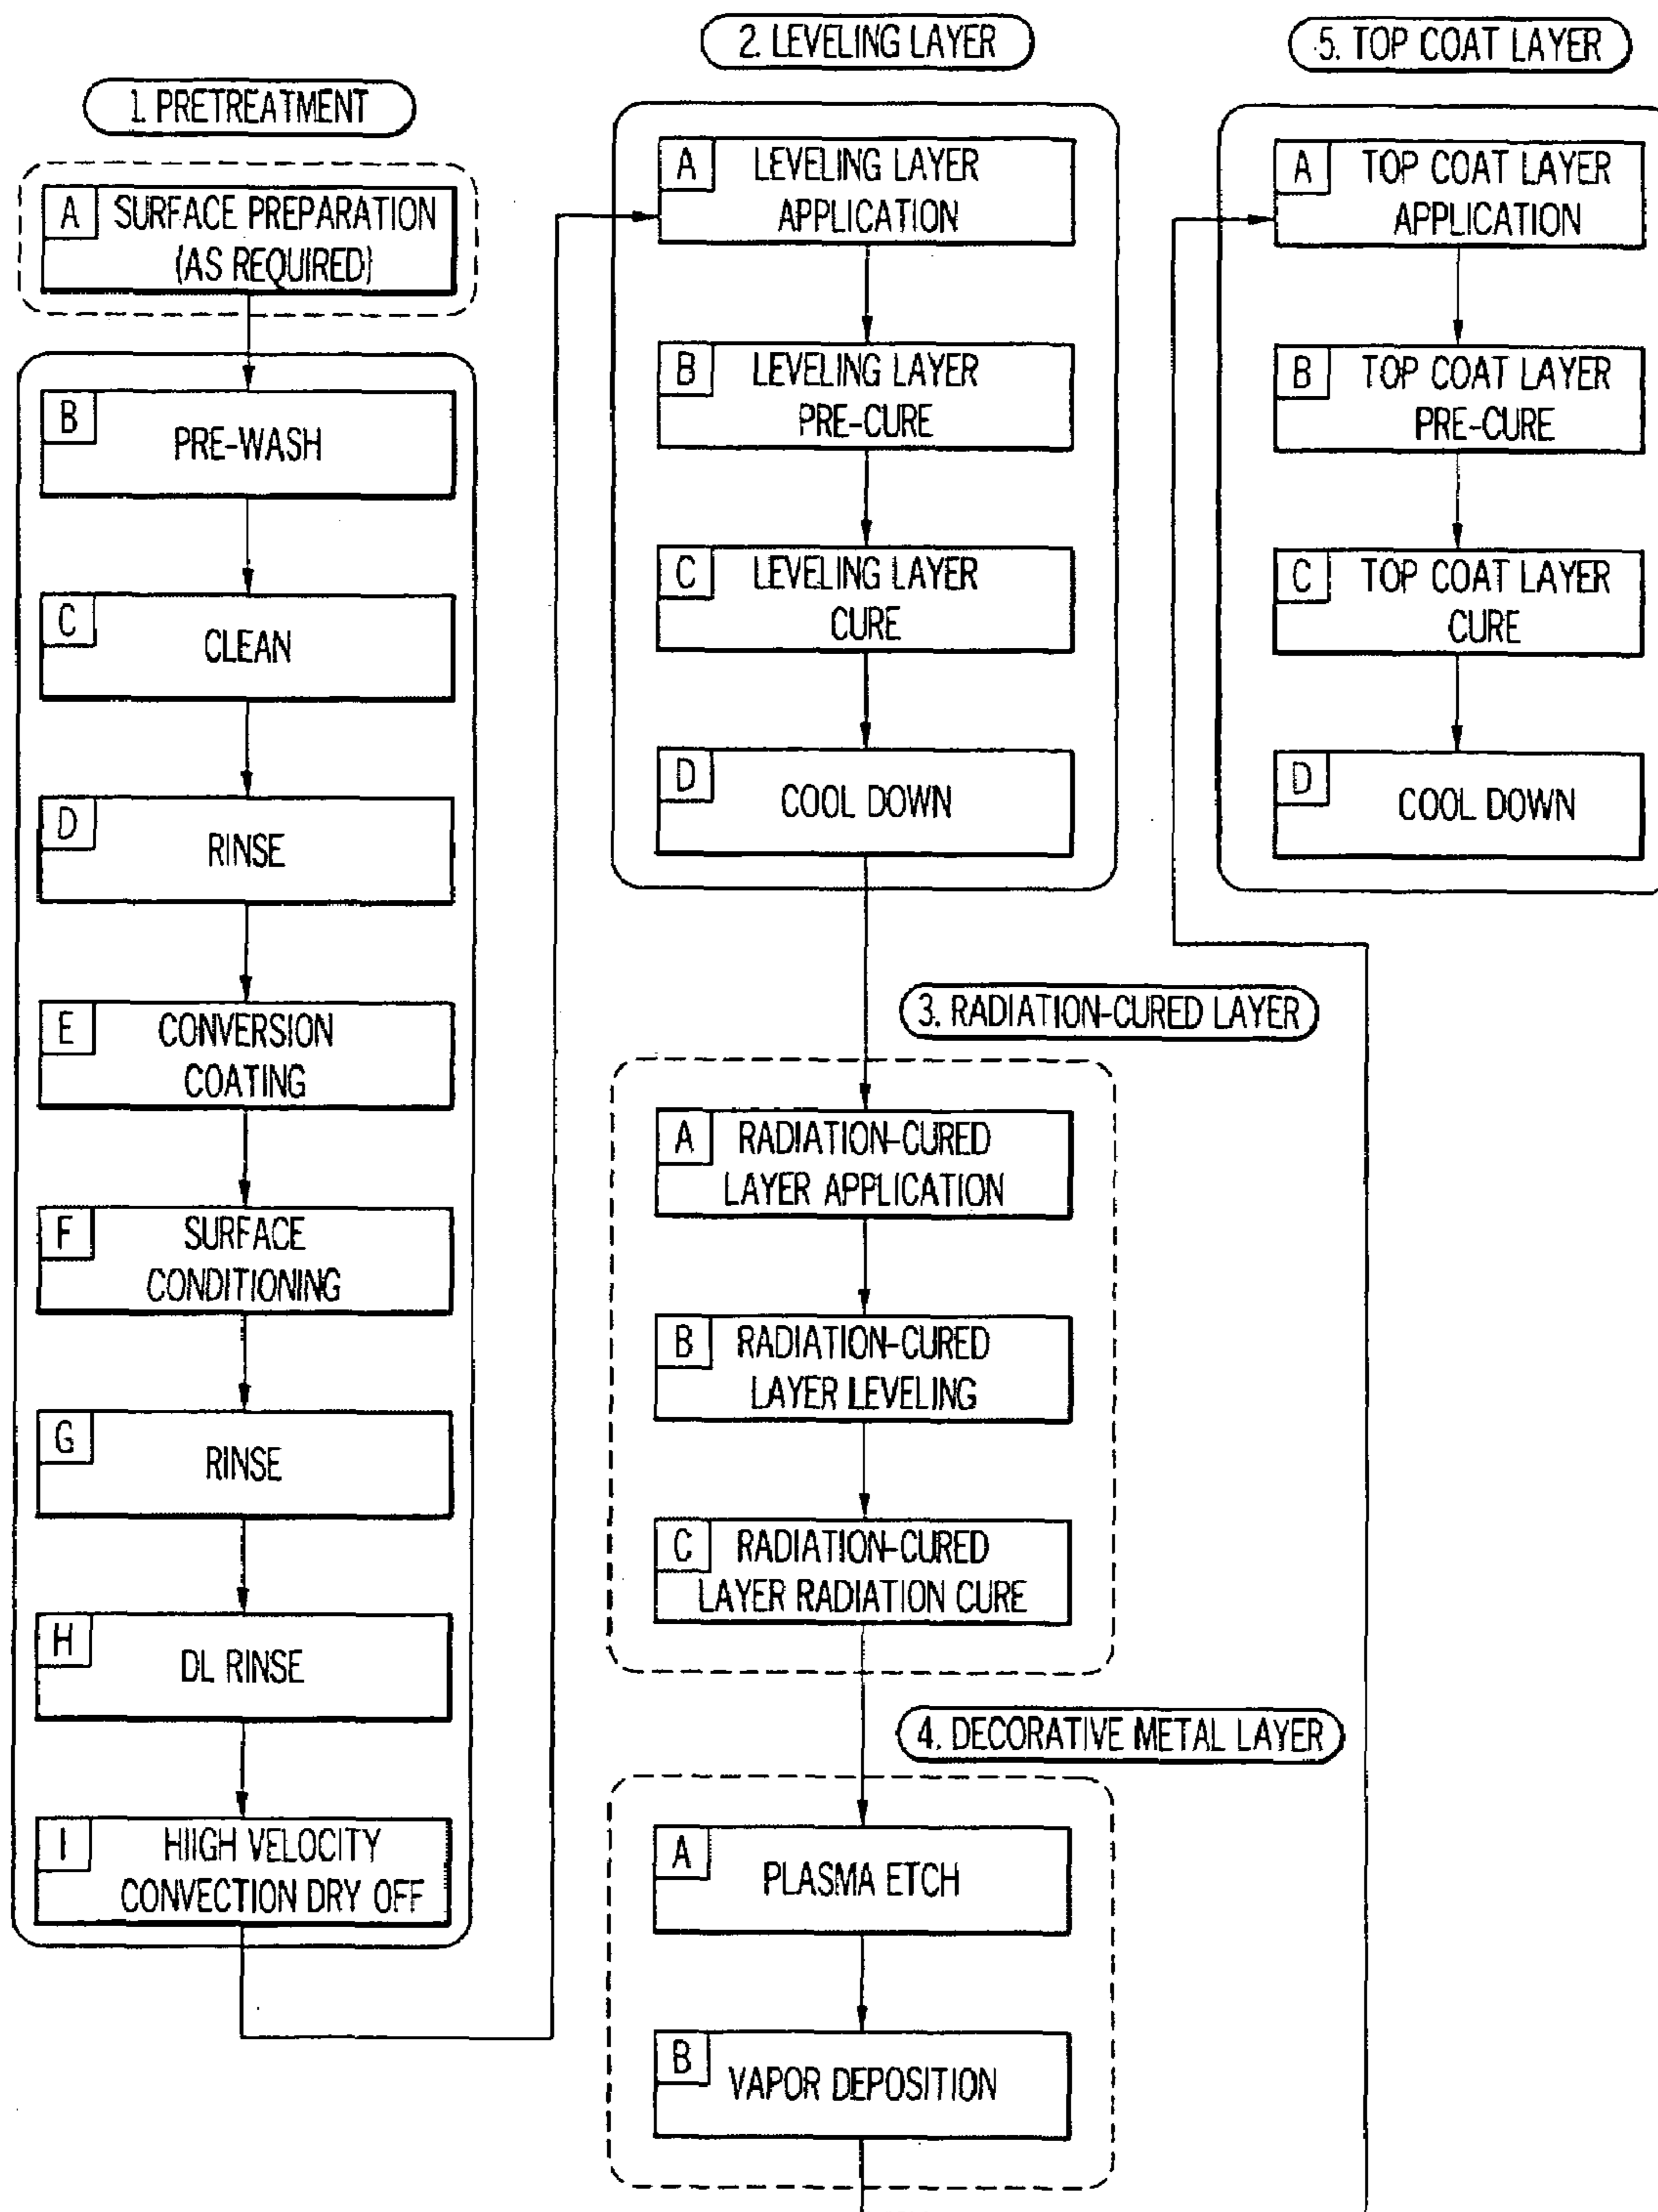 1. PRETREATMENT
A
SURFACE PREPARATION
(AS REQUIRED)
B
PRE-WASH
C
CLEAN
D
RINSE
E
CONVERSION
COATING
F
SURFACE
CONDITIONING
G
RINSE
H
DL RINSE
I
HIIGH VELOCITY
CONVECTION DRY OFF
2. LEVELING LAYER
A
LEVELING LAYER
APPLICATION
B
LEVELING LAYER
PRE-CURE
C
LEVELING LAYER
CURE
D
COOL DOWN
3. RADIATION-CURED LAYER
A
RADIATION-CURED
LAYER APPLICATION
B
RADIATION-CURED
LAYER LEVELING
C
RADIATION-CURED
LAYER RADIATION CURE
4. DECORATIVE METAL LAYER
A
PLASMA ETCH
B
VAPOR DEPOSITION
5. TOP COAT LAYER
A
TOP COAT LAYER
APPLICATION
B
TOP COAT LAYER
PRE-CURE
C
TOP COAT LAYER
CURE
D
COOL DOWN